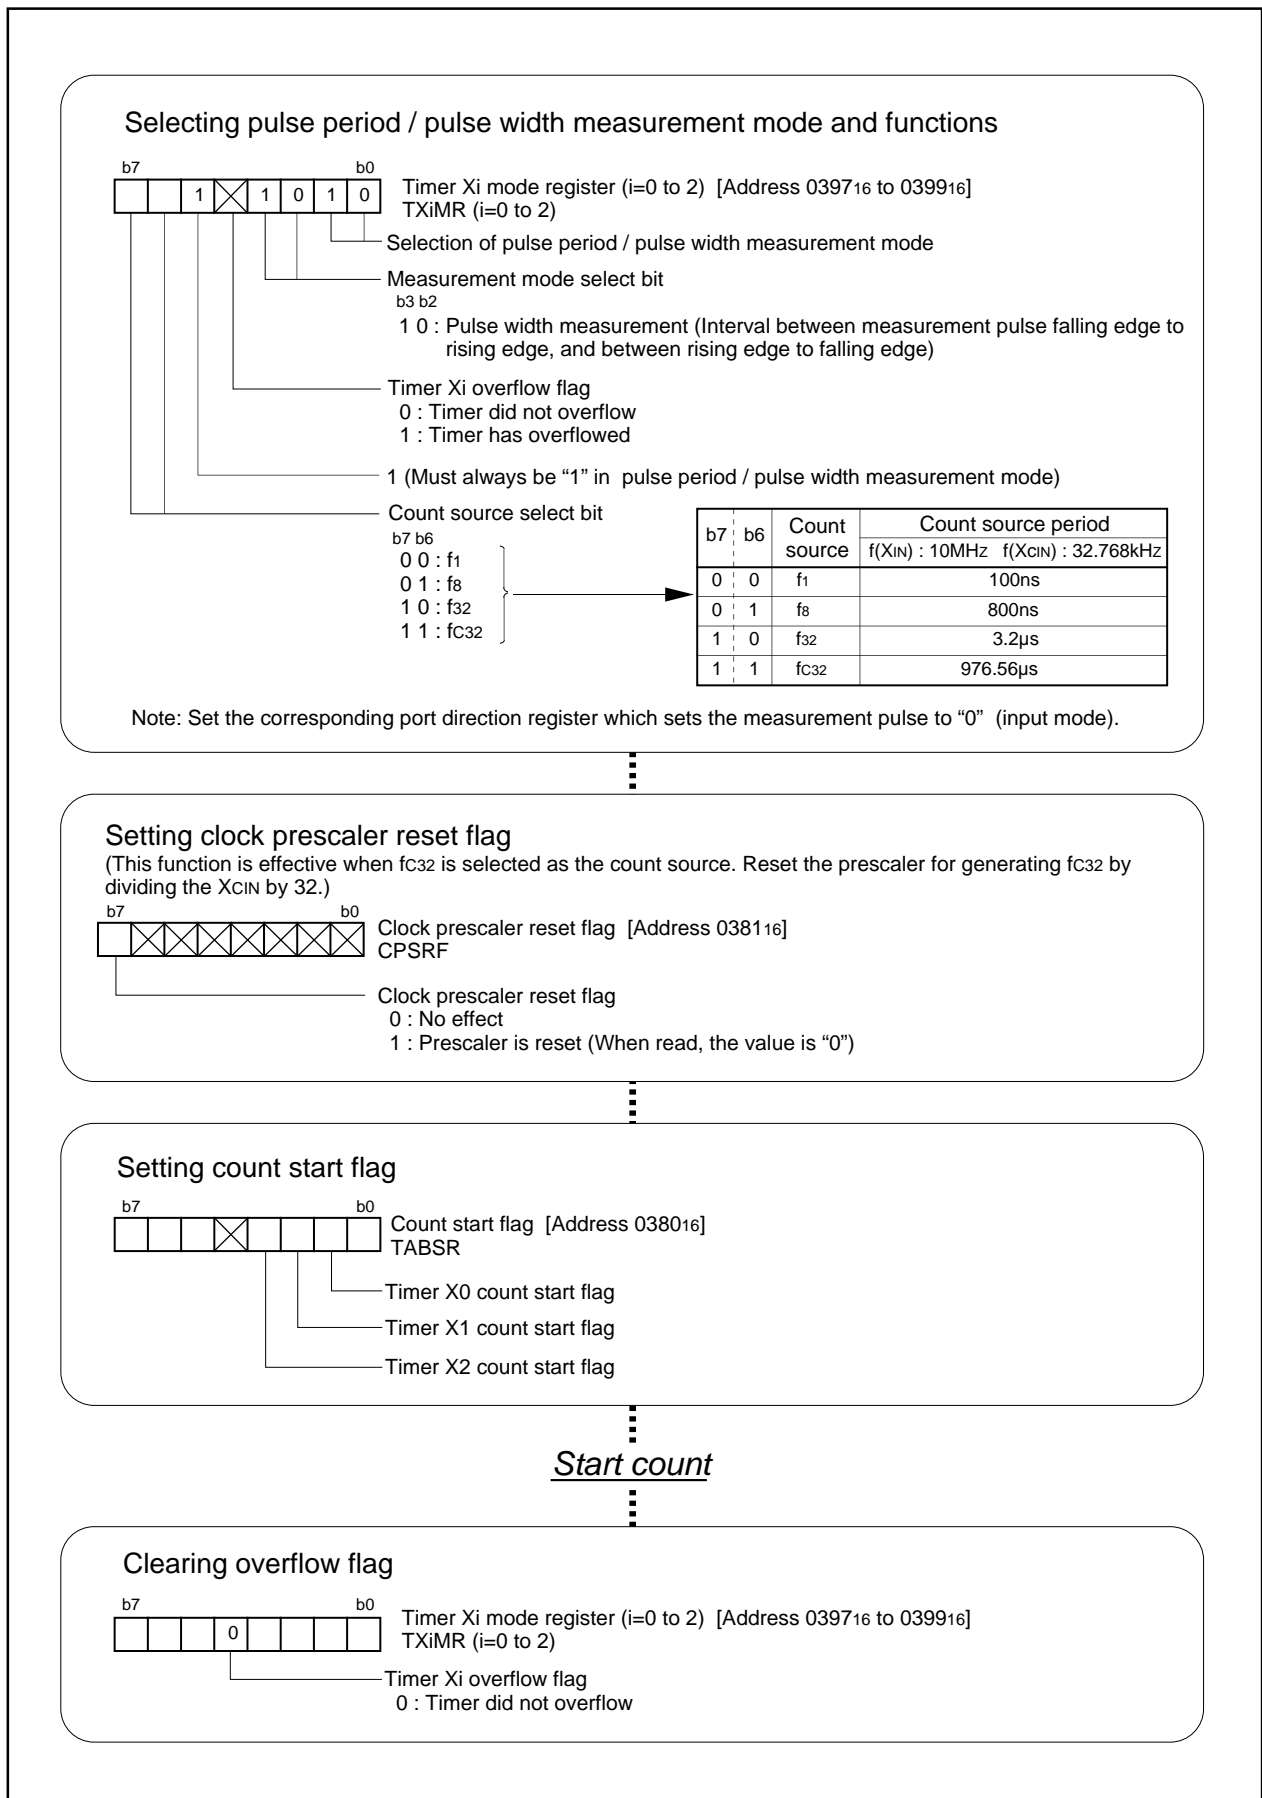 Selecting pulse period / pulse width measurement mode and functions
b7 b0
1 1 0 1 0
Timer Xi mode register (i=0 to 2) [Address 039716 to 039916]
TXiMR (i=0 to 2)
Selection of pulse period / pulse width measurement mode
Measurement mode select bit
b3 b2
1 0 : Pulse width measurement (Interval between measurement pulse falling edge to
rising edge, and between rising edge to falling edge)
Timer Xi overflow flag
0 : Timer did not overflow
1 : Timer has overflowed
1 (Must always be “1” in pulse period / pulse width measurement mode)
Count source select bit
b7 b6
0 0 : f1
0 1 : f8
1 0 : f32
1 1 : fC32
b7 b6 Count source Count source period
f(XIN) : 10MHz f(XCIN) : 32.768kHz
0 0 f1 100ns
0 1 f8 800ns
1 0 f32 3.2µs
1 1 fC32 976.56µs
Note: Set the corresponding port direction register which sets the measurement pulse to “0” (input mode).
Setting clock prescaler reset flag
(This function is effective when fC32 is selected as the count source. Reset the prescaler for generating fC32 by
dividing the XCIN by 32.)
b7 b0
Clock prescaler reset flag [Address 038116]
CPSRF
Clock prescaler reset flag
0 : No effect
1 : Prescaler is reset (When read, the value is “0”)
Setting count start flag
b7 b0
Count start flag [Address 038016]
TABSR
Timer X0 count start flag
Timer X1 count start flag
Timer X2 count start flag
Start count
Clearing overflow flag
b7 b0
0
Timer Xi mode register (i=0 to 2) [Address 039716 to 039916]
TXiMR (i=0 to 2)
Timer Xi overflow flag
0 : Timer did not overflow